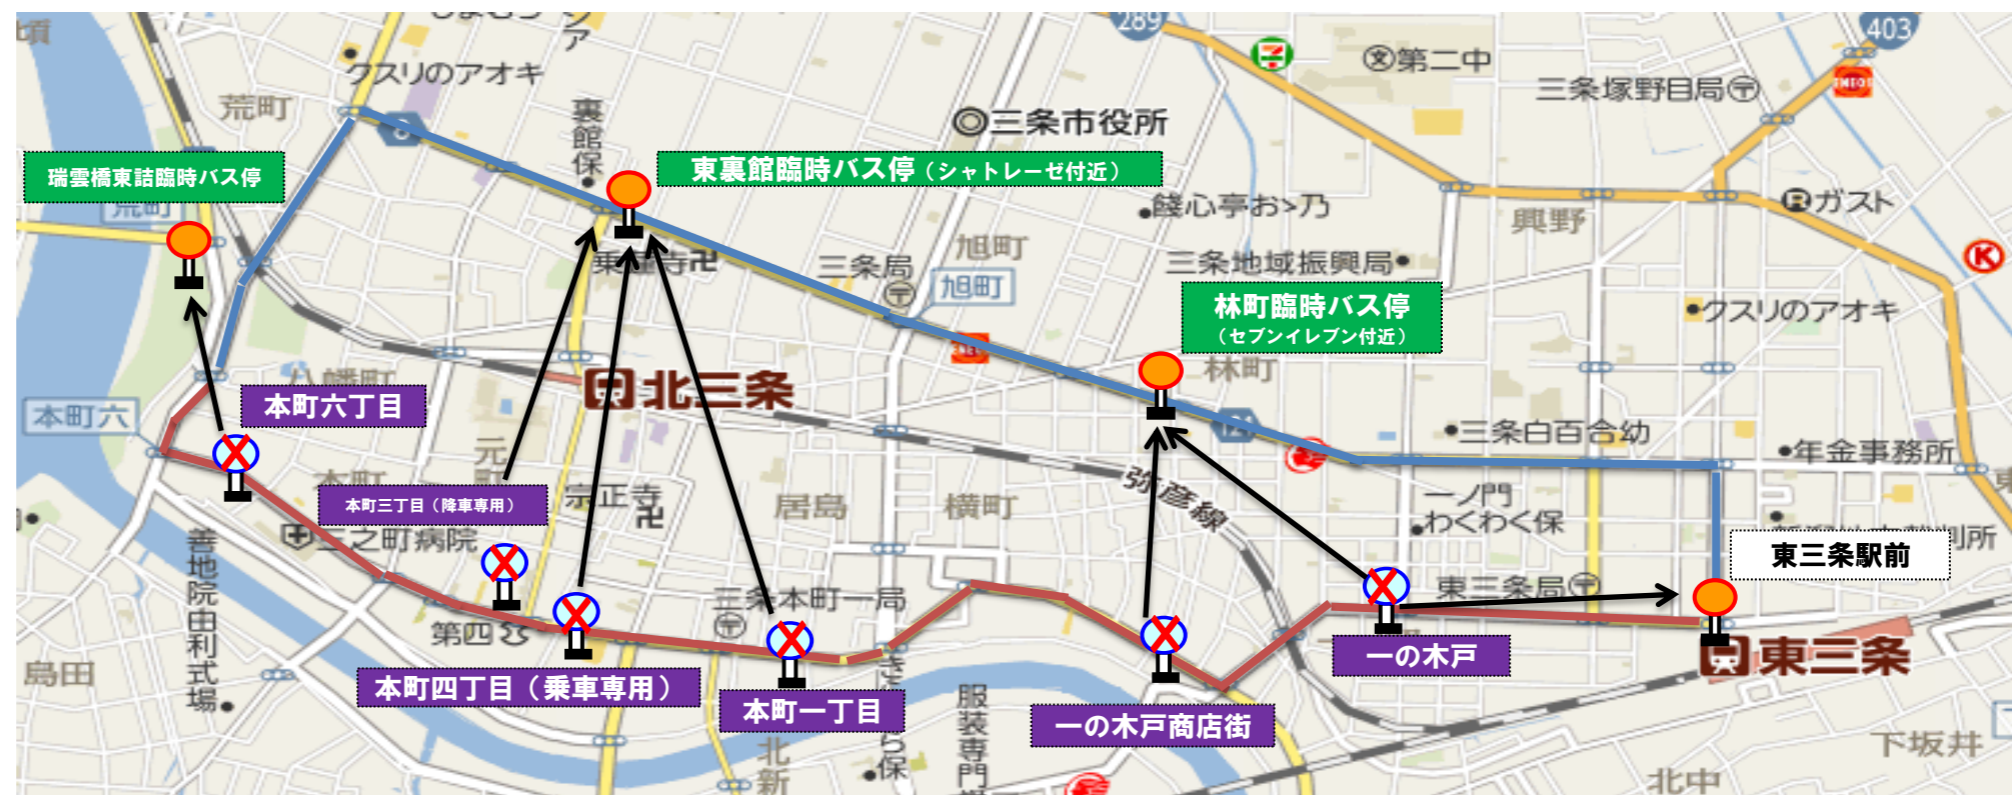 289
403
クスリのアオキ
第二中
三条塚野目局
荒町
裏館保
三条市役所
瑞雲橋東詰臨時バス停
東裏館臨時バス停（シャトレーゼ付近）
荒町
餞心亭おゝ乃
ガスト
興野
旭町
三条局
旭町
三条地域振興局
林町臨時バス停
（セブンイレブン付近）
クスリのアオキ
林町
北三条
本町六丁目
本町六
三条白百合幼
年金事務所
弥彦線
元町
本町
本町三丁目（降車専用）
宗正寺
居島
横町
一ノ門
わくわく保
三之町病院
善地院由利式場
東三条駅前
東三条局
三条本町一局
第四
一の木戸
東三条
島田
本町四丁目（乗車専用）
本町一丁目
服装専門
一の木戸商店街
下坂井
北新
北中